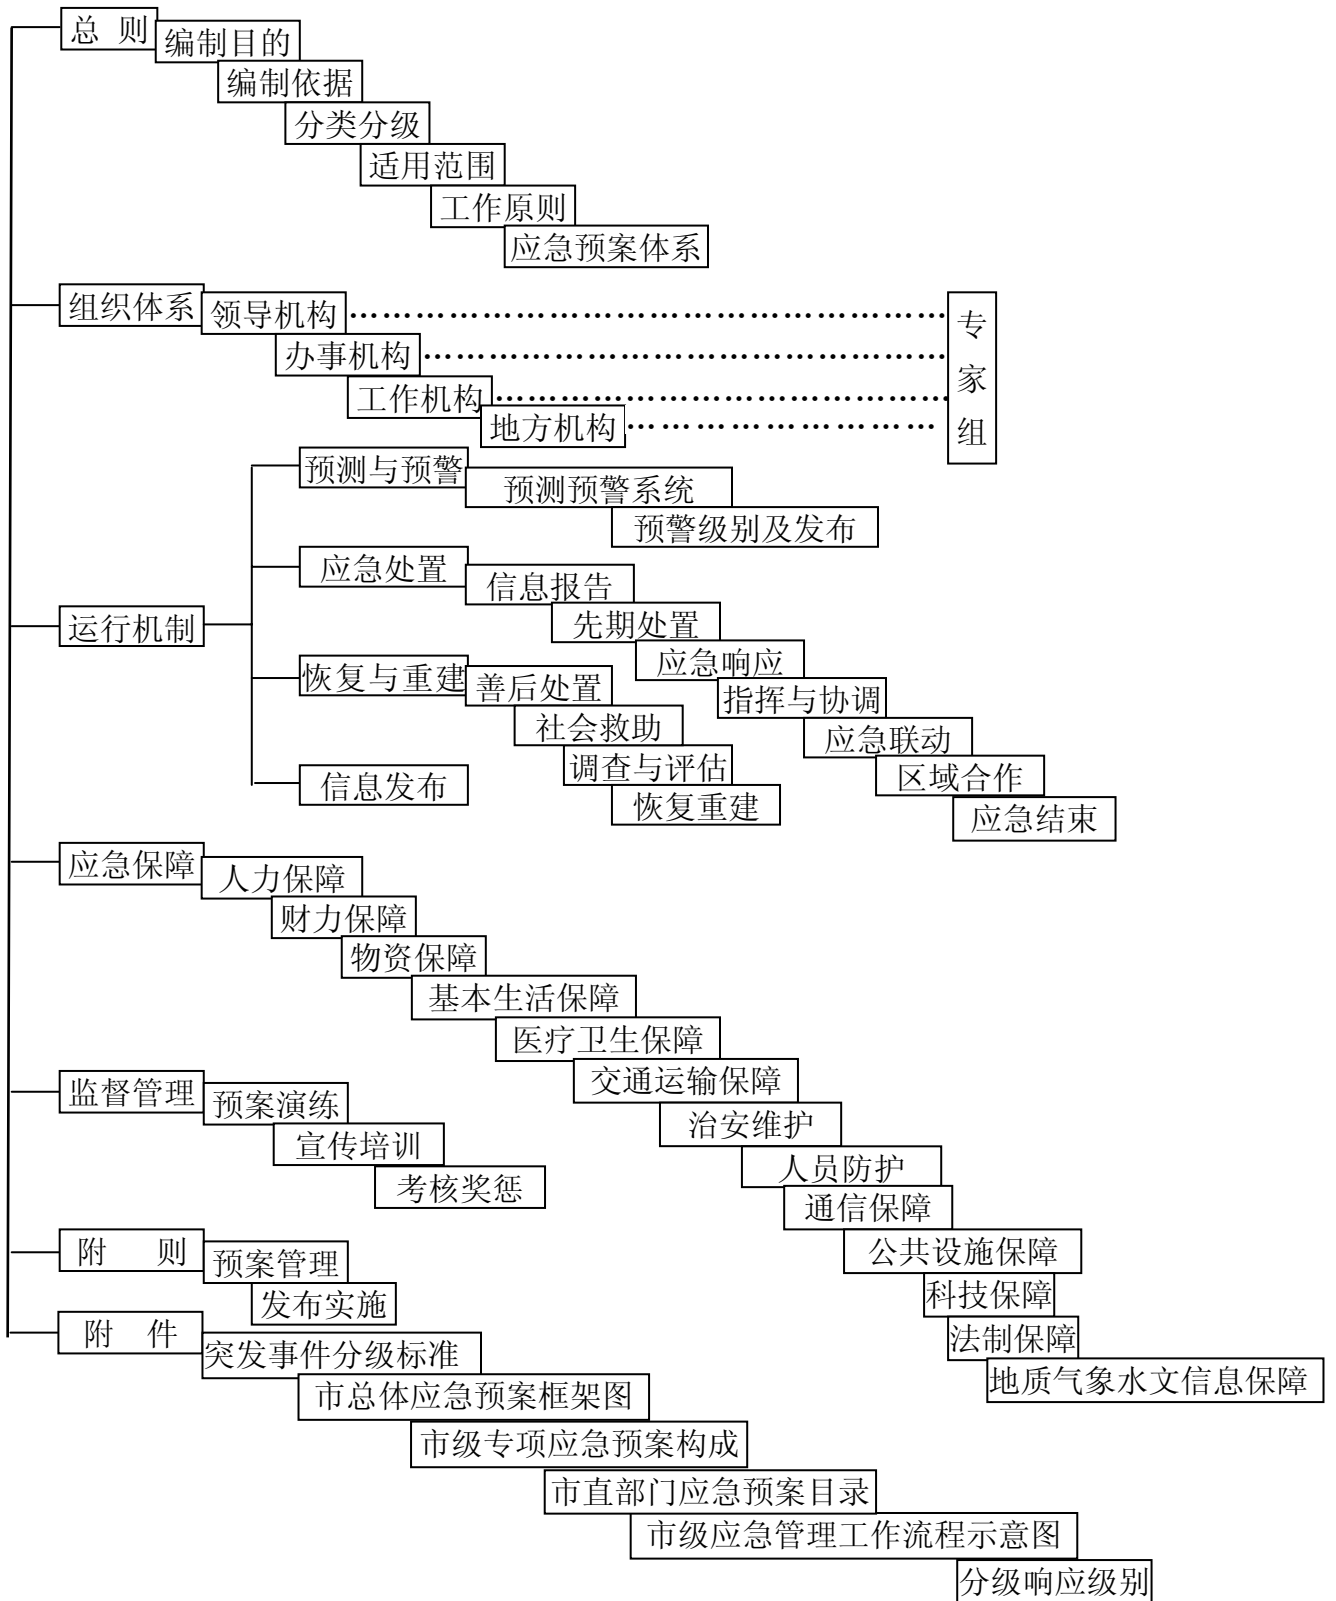 总 则
编制目的
编制依据
分类分级
适用范围
工作原则
应急预案体系
组织体系
领导机构
办事机构
工作机构
地方机构
专家组
运行机制
预测与预警
预测预警系统
预警级别及发布
应急处置
信息报告
先期处置
应急响应
指挥与协调
应急联动
区域合作
应急结束
恢复与重建
善后处置
社会救助
调查与评估
恢复重建
信息发布
应急保障
人力保障
财力保障
物资保障
基本生活保障
医疗卫生保障
交通运输保障
治安维护
人员防护
通信保障
公共设施保障
科技保障
法制保障
地质气象水文信息保障
监督管理
预案演练
宣传培训
考核奖惩
附 则
预案管理
发布实施
附 件
突发事件分级标准
市总体应急预案框架图
市级专项应急预案构成
市直部门应急预案目录
市级应急管理工作流程示意图
分级响应级别